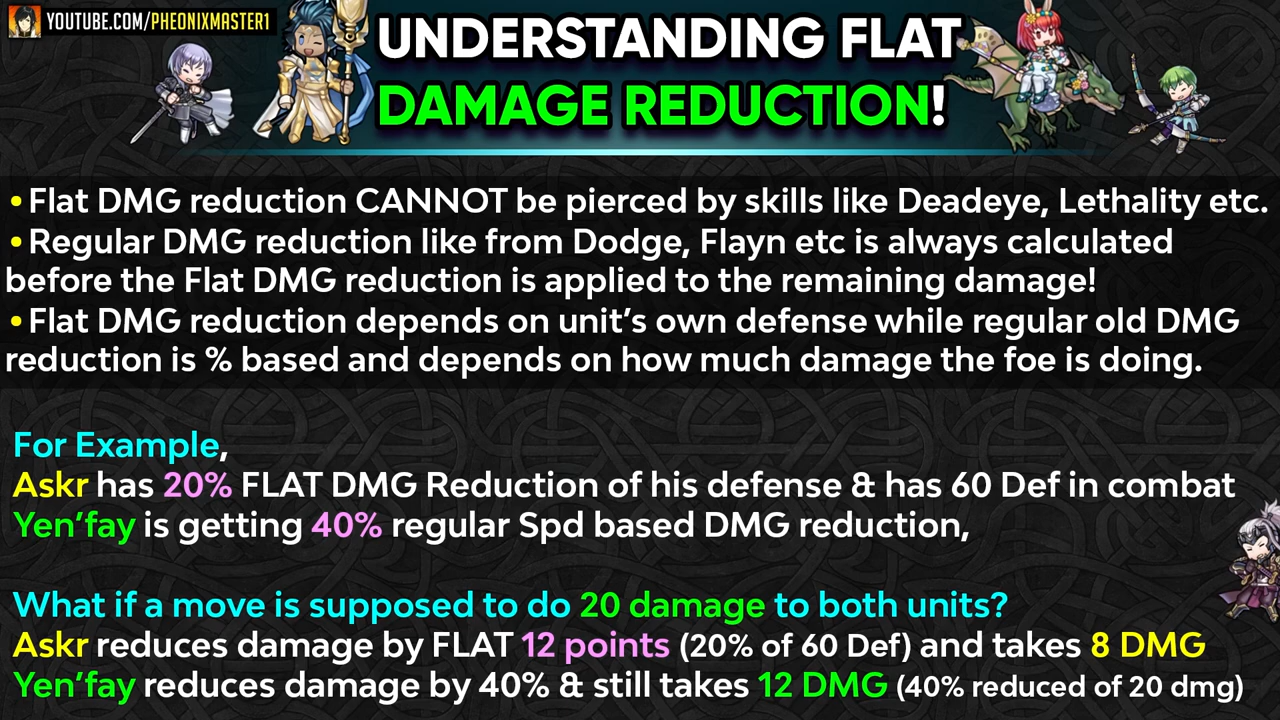 YOUTUBE.COM/PHEONIXMASTER1
UNDERSTANDING FLAT
DAMAGE REDUCTION!
• Flat DMG reduction CANNOT be pierced by skills like Deadeye, Lethality etc.
• Regular DMG reduction like from Dodge, Flayn etc is always calculated
before the Flat DMG reduction is applied to the remaining damage!
• Flat DMG reduction depends on unit's own defense while regular old DMG
reduction is % based and depends on how much damage the foe is doing.
For Example,
Askr has 20% FLAT DMG Reduction of his defense & has 60 Def in combat
Yen'fay is getting 40% regular Spd based DMG reduction,
What if a move is supposed to do 20 damage to both units?
Askr reduces damage by FLAT 12 points (20% of 60 Def) and takes 8 DMG
Yen'fay reduces damage by 40% & still takes 12 DMG (40% reduced of 20 dmg)